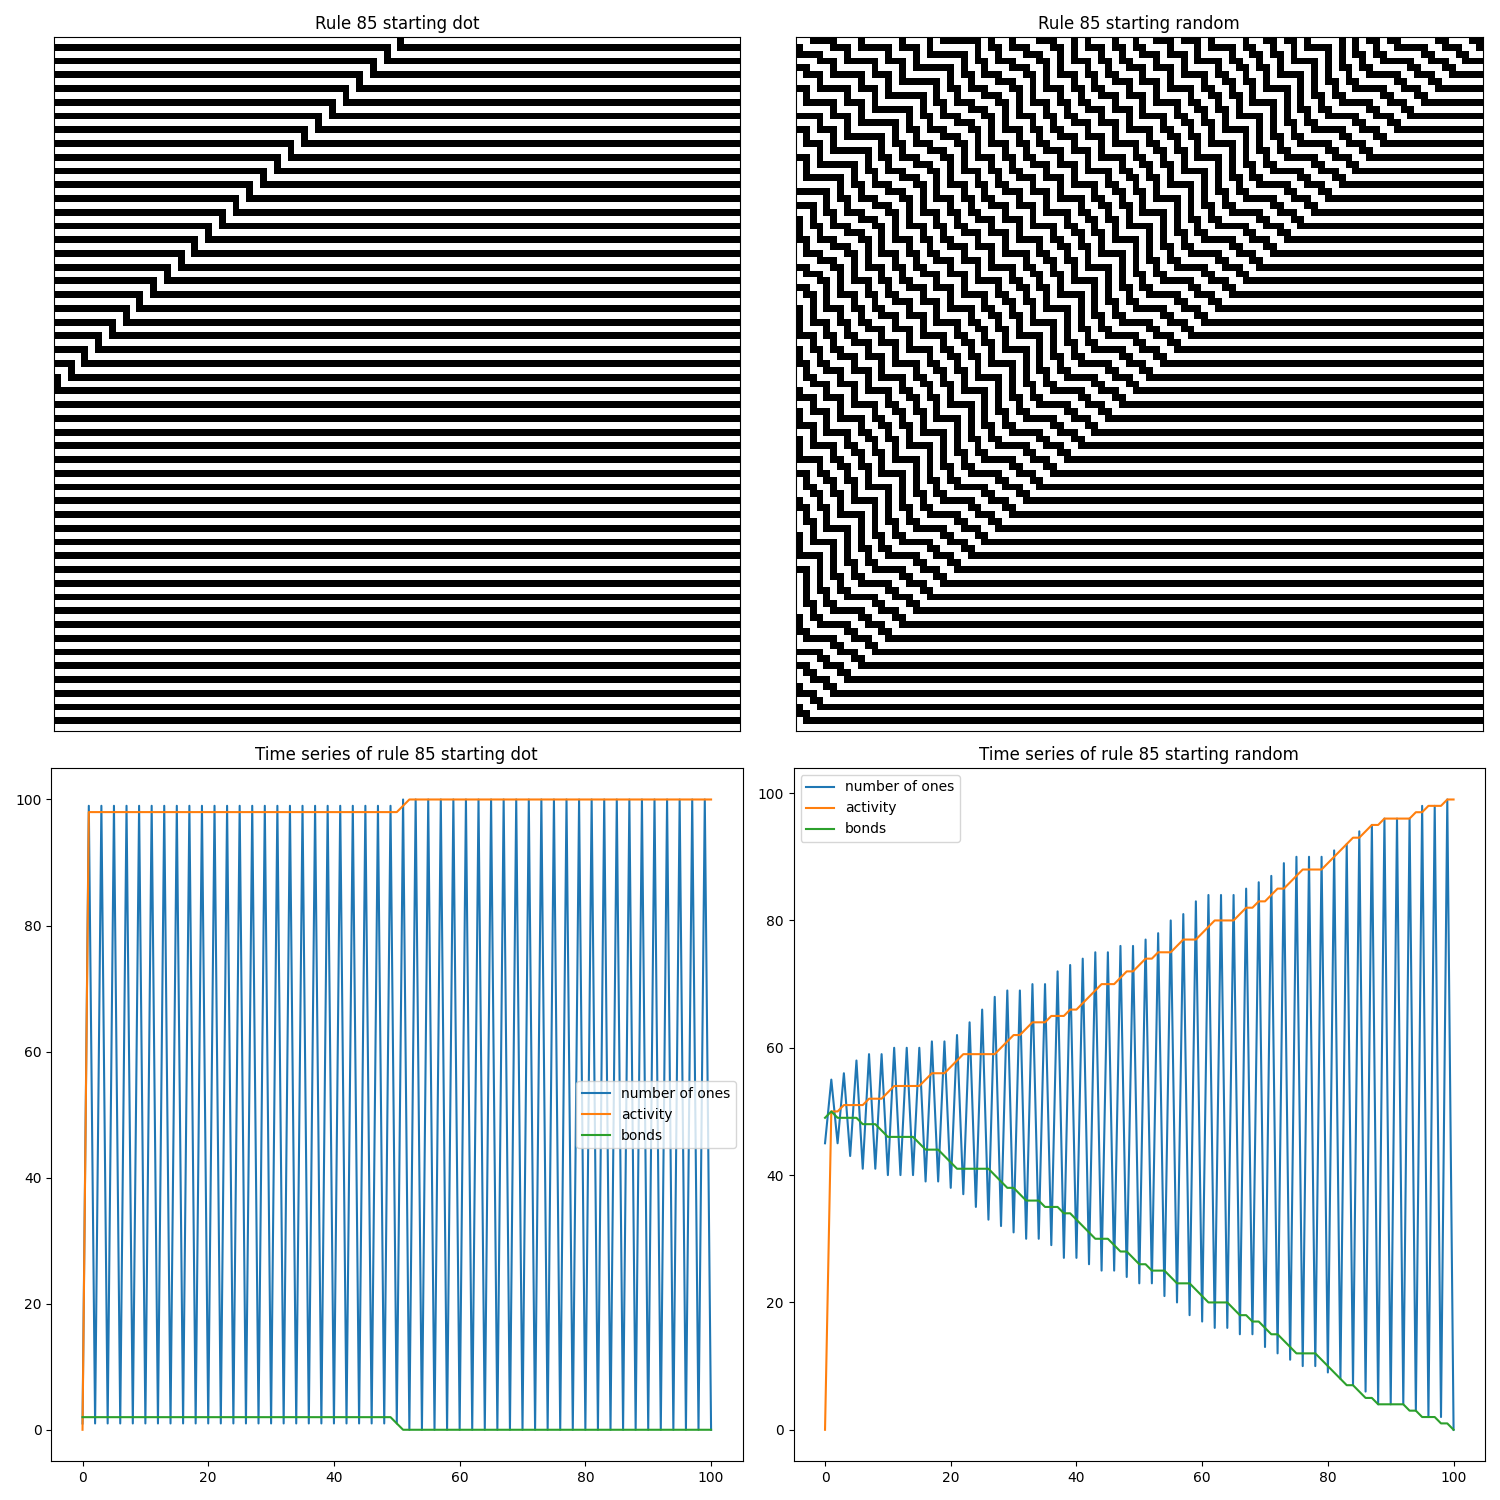 Rule 85 starting dot
Rule 85 starting random
Time series of rule 85 starting dot
100
80
60
40
20
0
0 20 40 60 80 100
number of ones
activity
bonds
Time series of rule 85 starting random
100
80
60
40
20
0
0 20 40 60 80 100
number of ones
activity
bonds